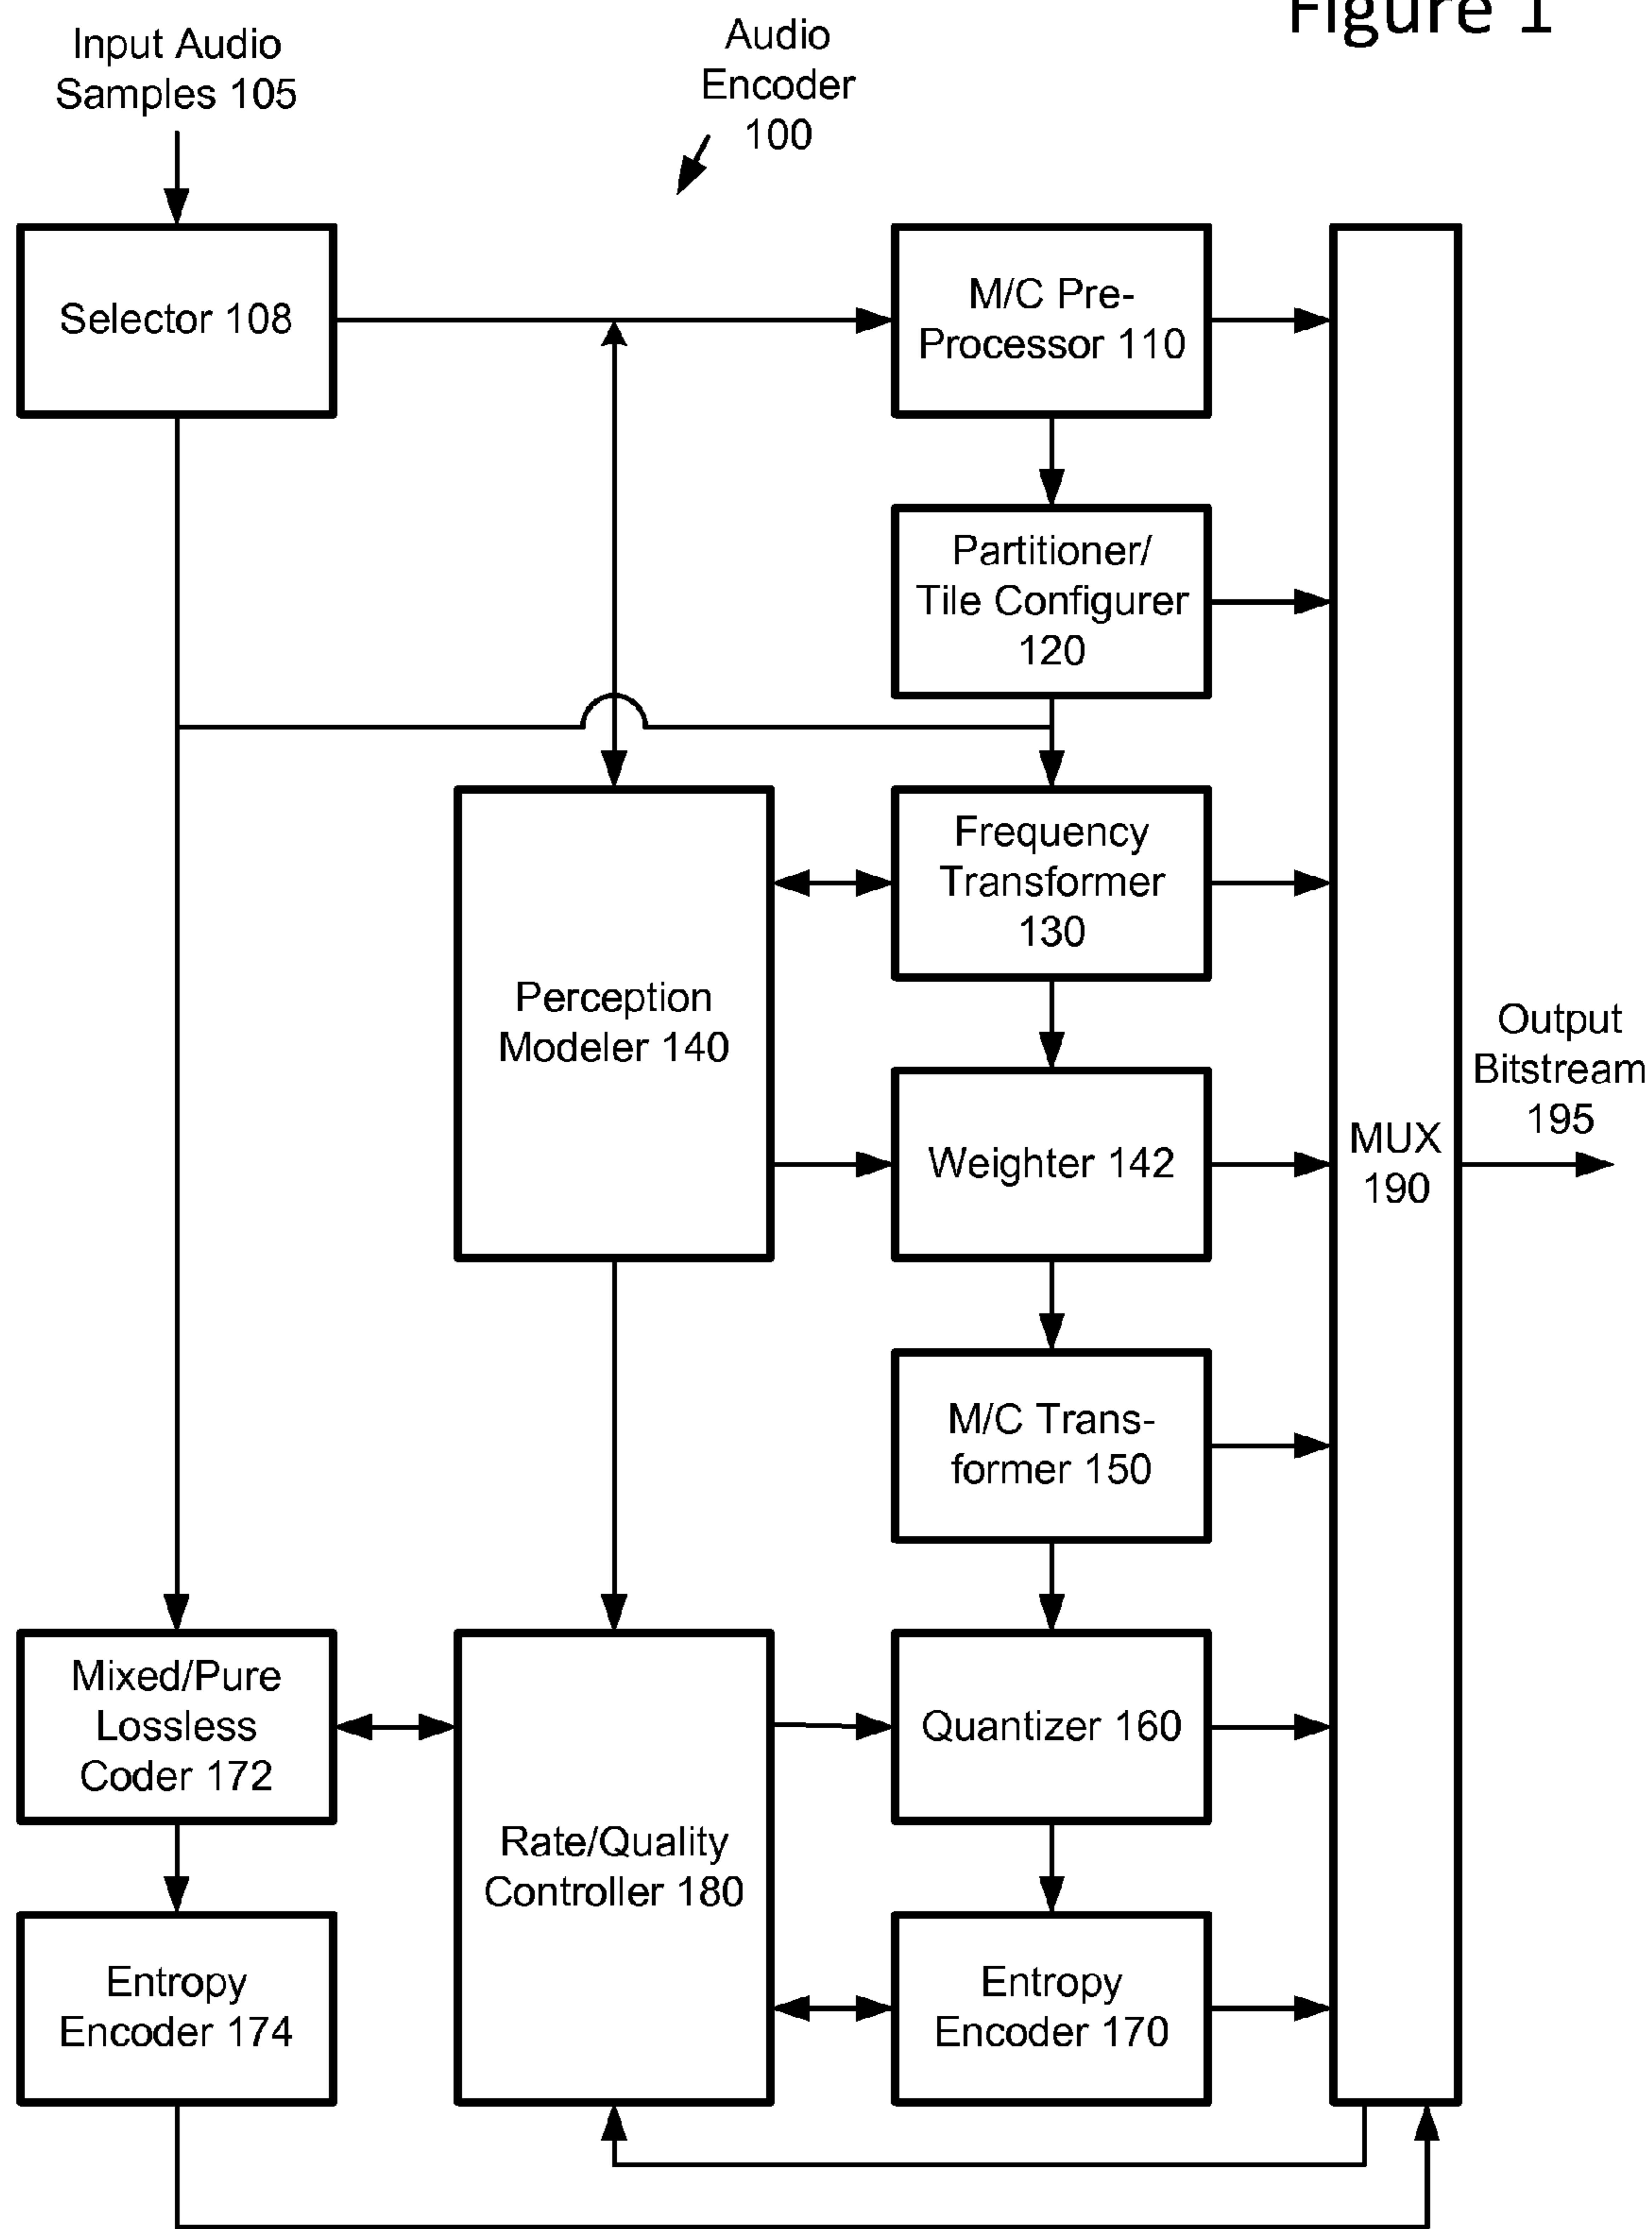 Figure 1
Input Audio
Samples 105
Audio
Encoder
100
Selector 108
M/C Pre-
Processor 110
Partitioner/
Tile Configurer
120
Frequency
Transformer
130
Perception
Modeler 140
Weighter 142
Output
Bitstream
195
MUX
190
M/C Trans-
former 150
Mixed/Pure
Lossless
Coder 172
Quantizer 160
Rate/Quality
Controller 180
Entropy
Encoder 174
Entropy
Encoder 170